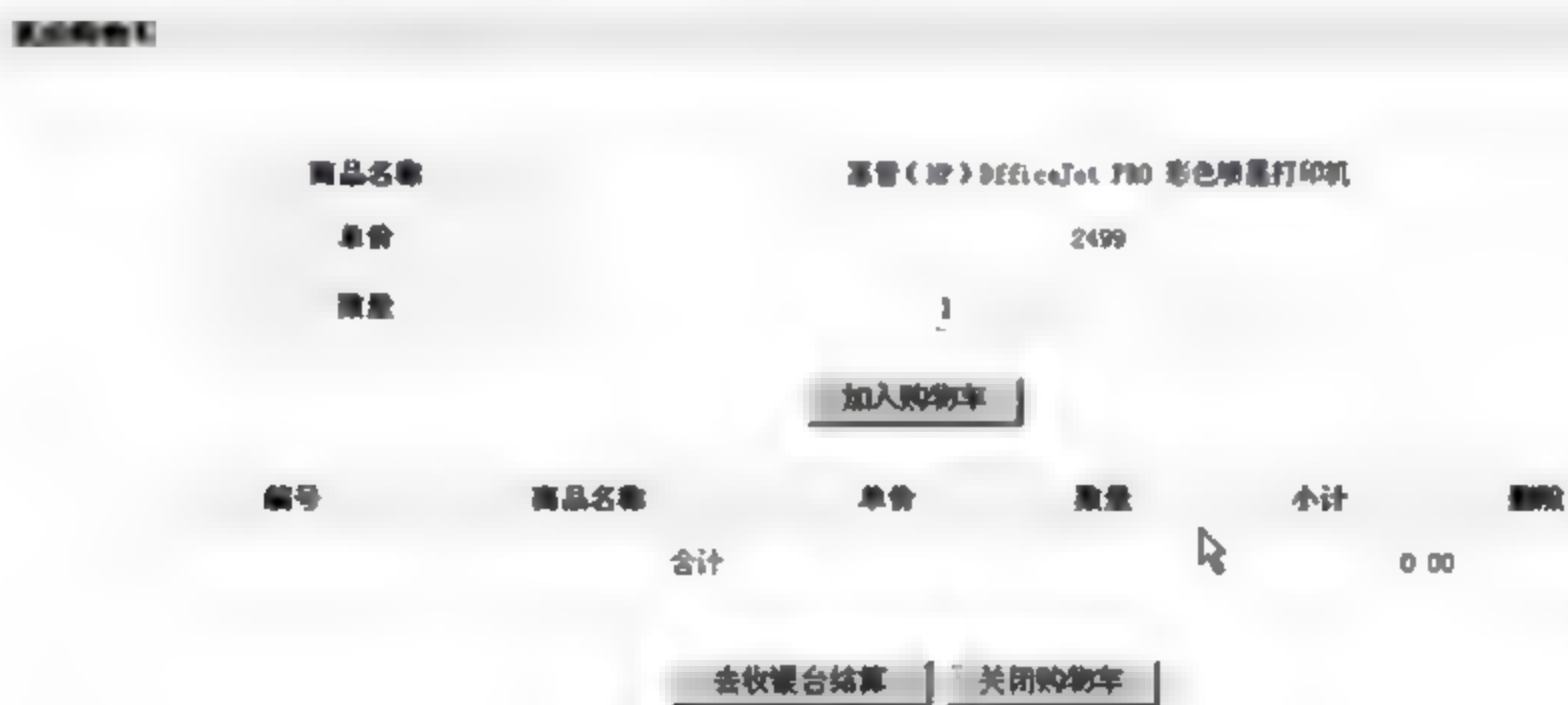 商品名称 惠普(HP)OfficeJet PRO 彩色喷墨打印机
单价 2499
数量 1
加入购物车
编号 商品名称 单价 数量 小计 删除
合计 0.00
去收银台结算 关闭购物车